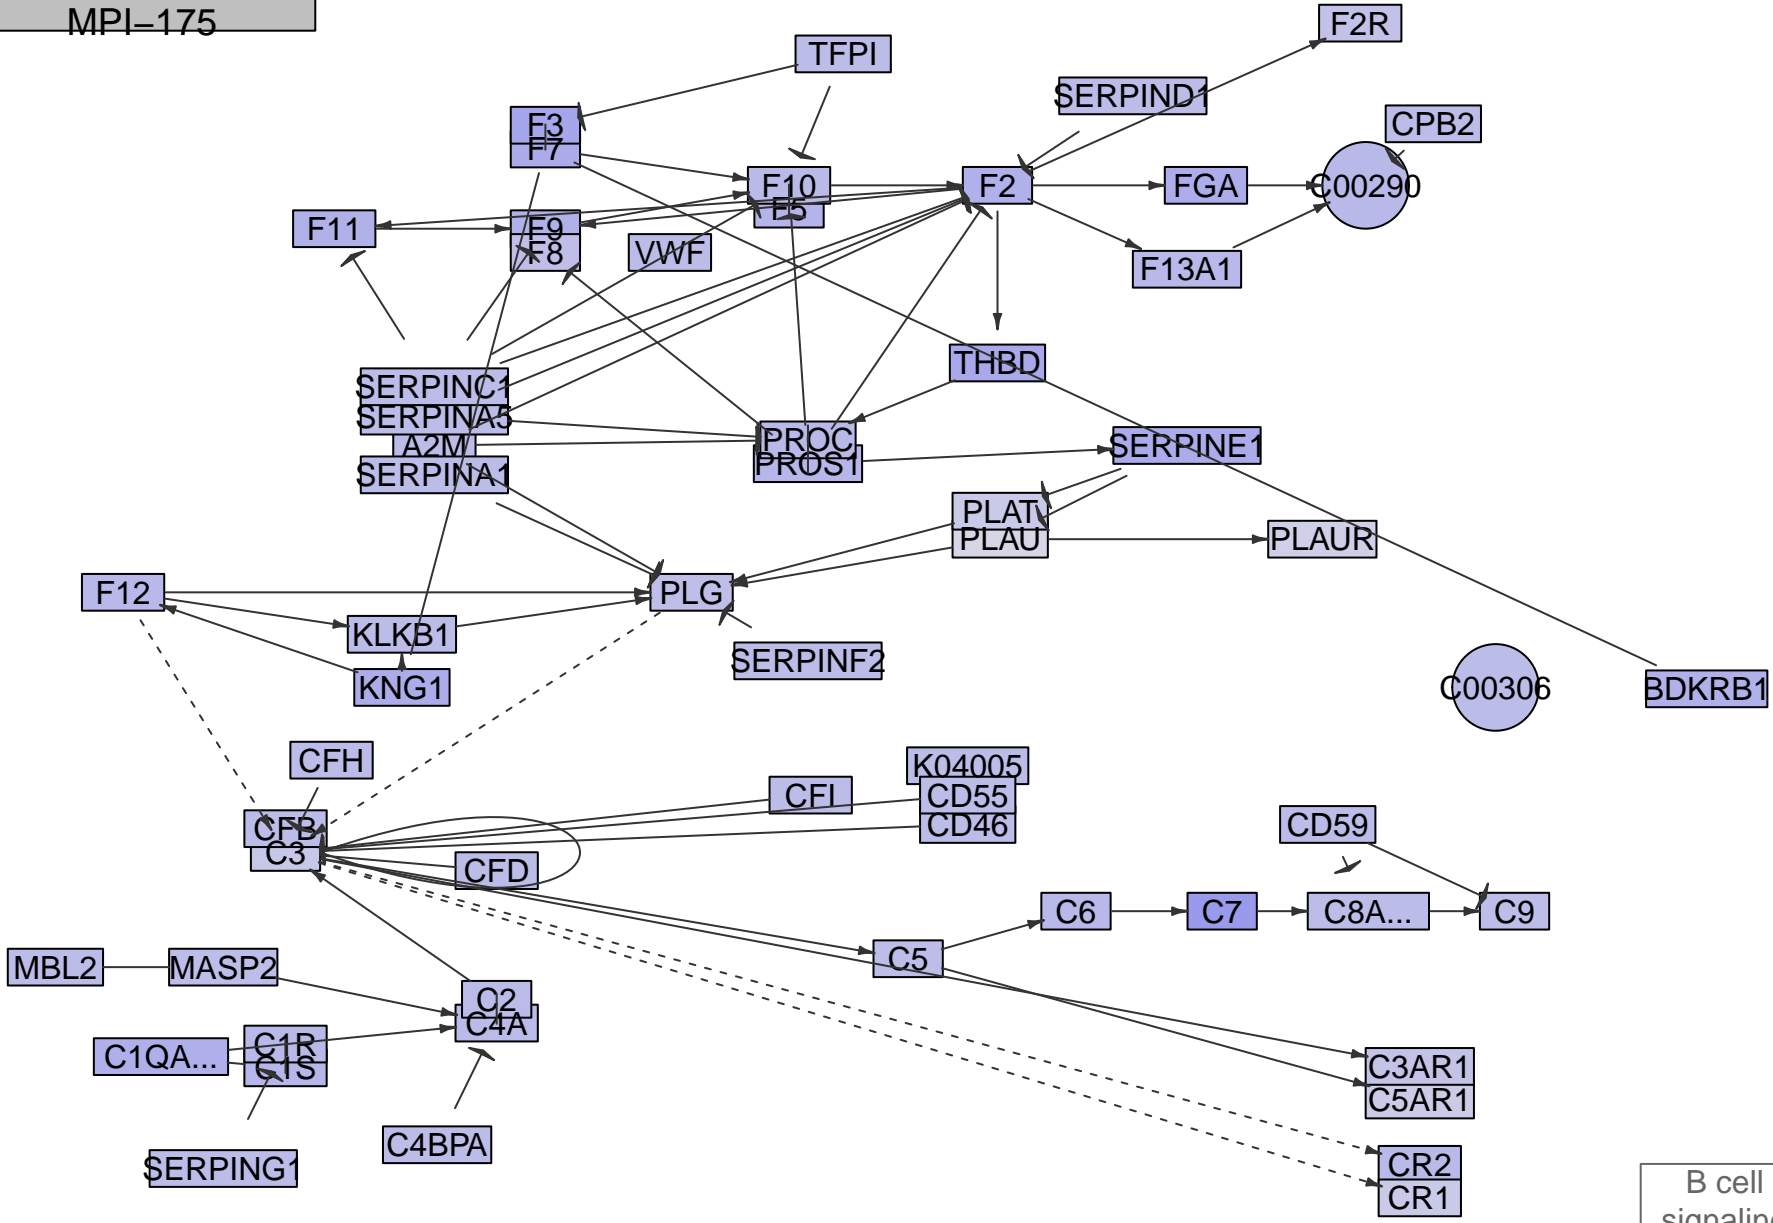 MPI–175
F2R
TFPI
SERPIND1
CPB2
F3
F7
F10
F5
F2
FGA
C00290
F11
F9
F8
VWF
F13A1
THBD
SERPINC1
SERPINA5
A2M
SERPINA1
PROC
PROS1
SERPINE1
PLAT
PLAU
PLAUR
F12
PLG
KLKB1
SERPINF2
KNG1
C00306
BDKRB1
CFH
K04005
CFI
CD55
CD46
CFB
C3
CFD
CD59
C6
C7
C8A...
C9
C5
MBL2
MASP2
C2
C4A
C1QA...
C1R
C1S
C3AR1
C5AR1
C4BPA
SERPING1
CR2
CR1
B cell